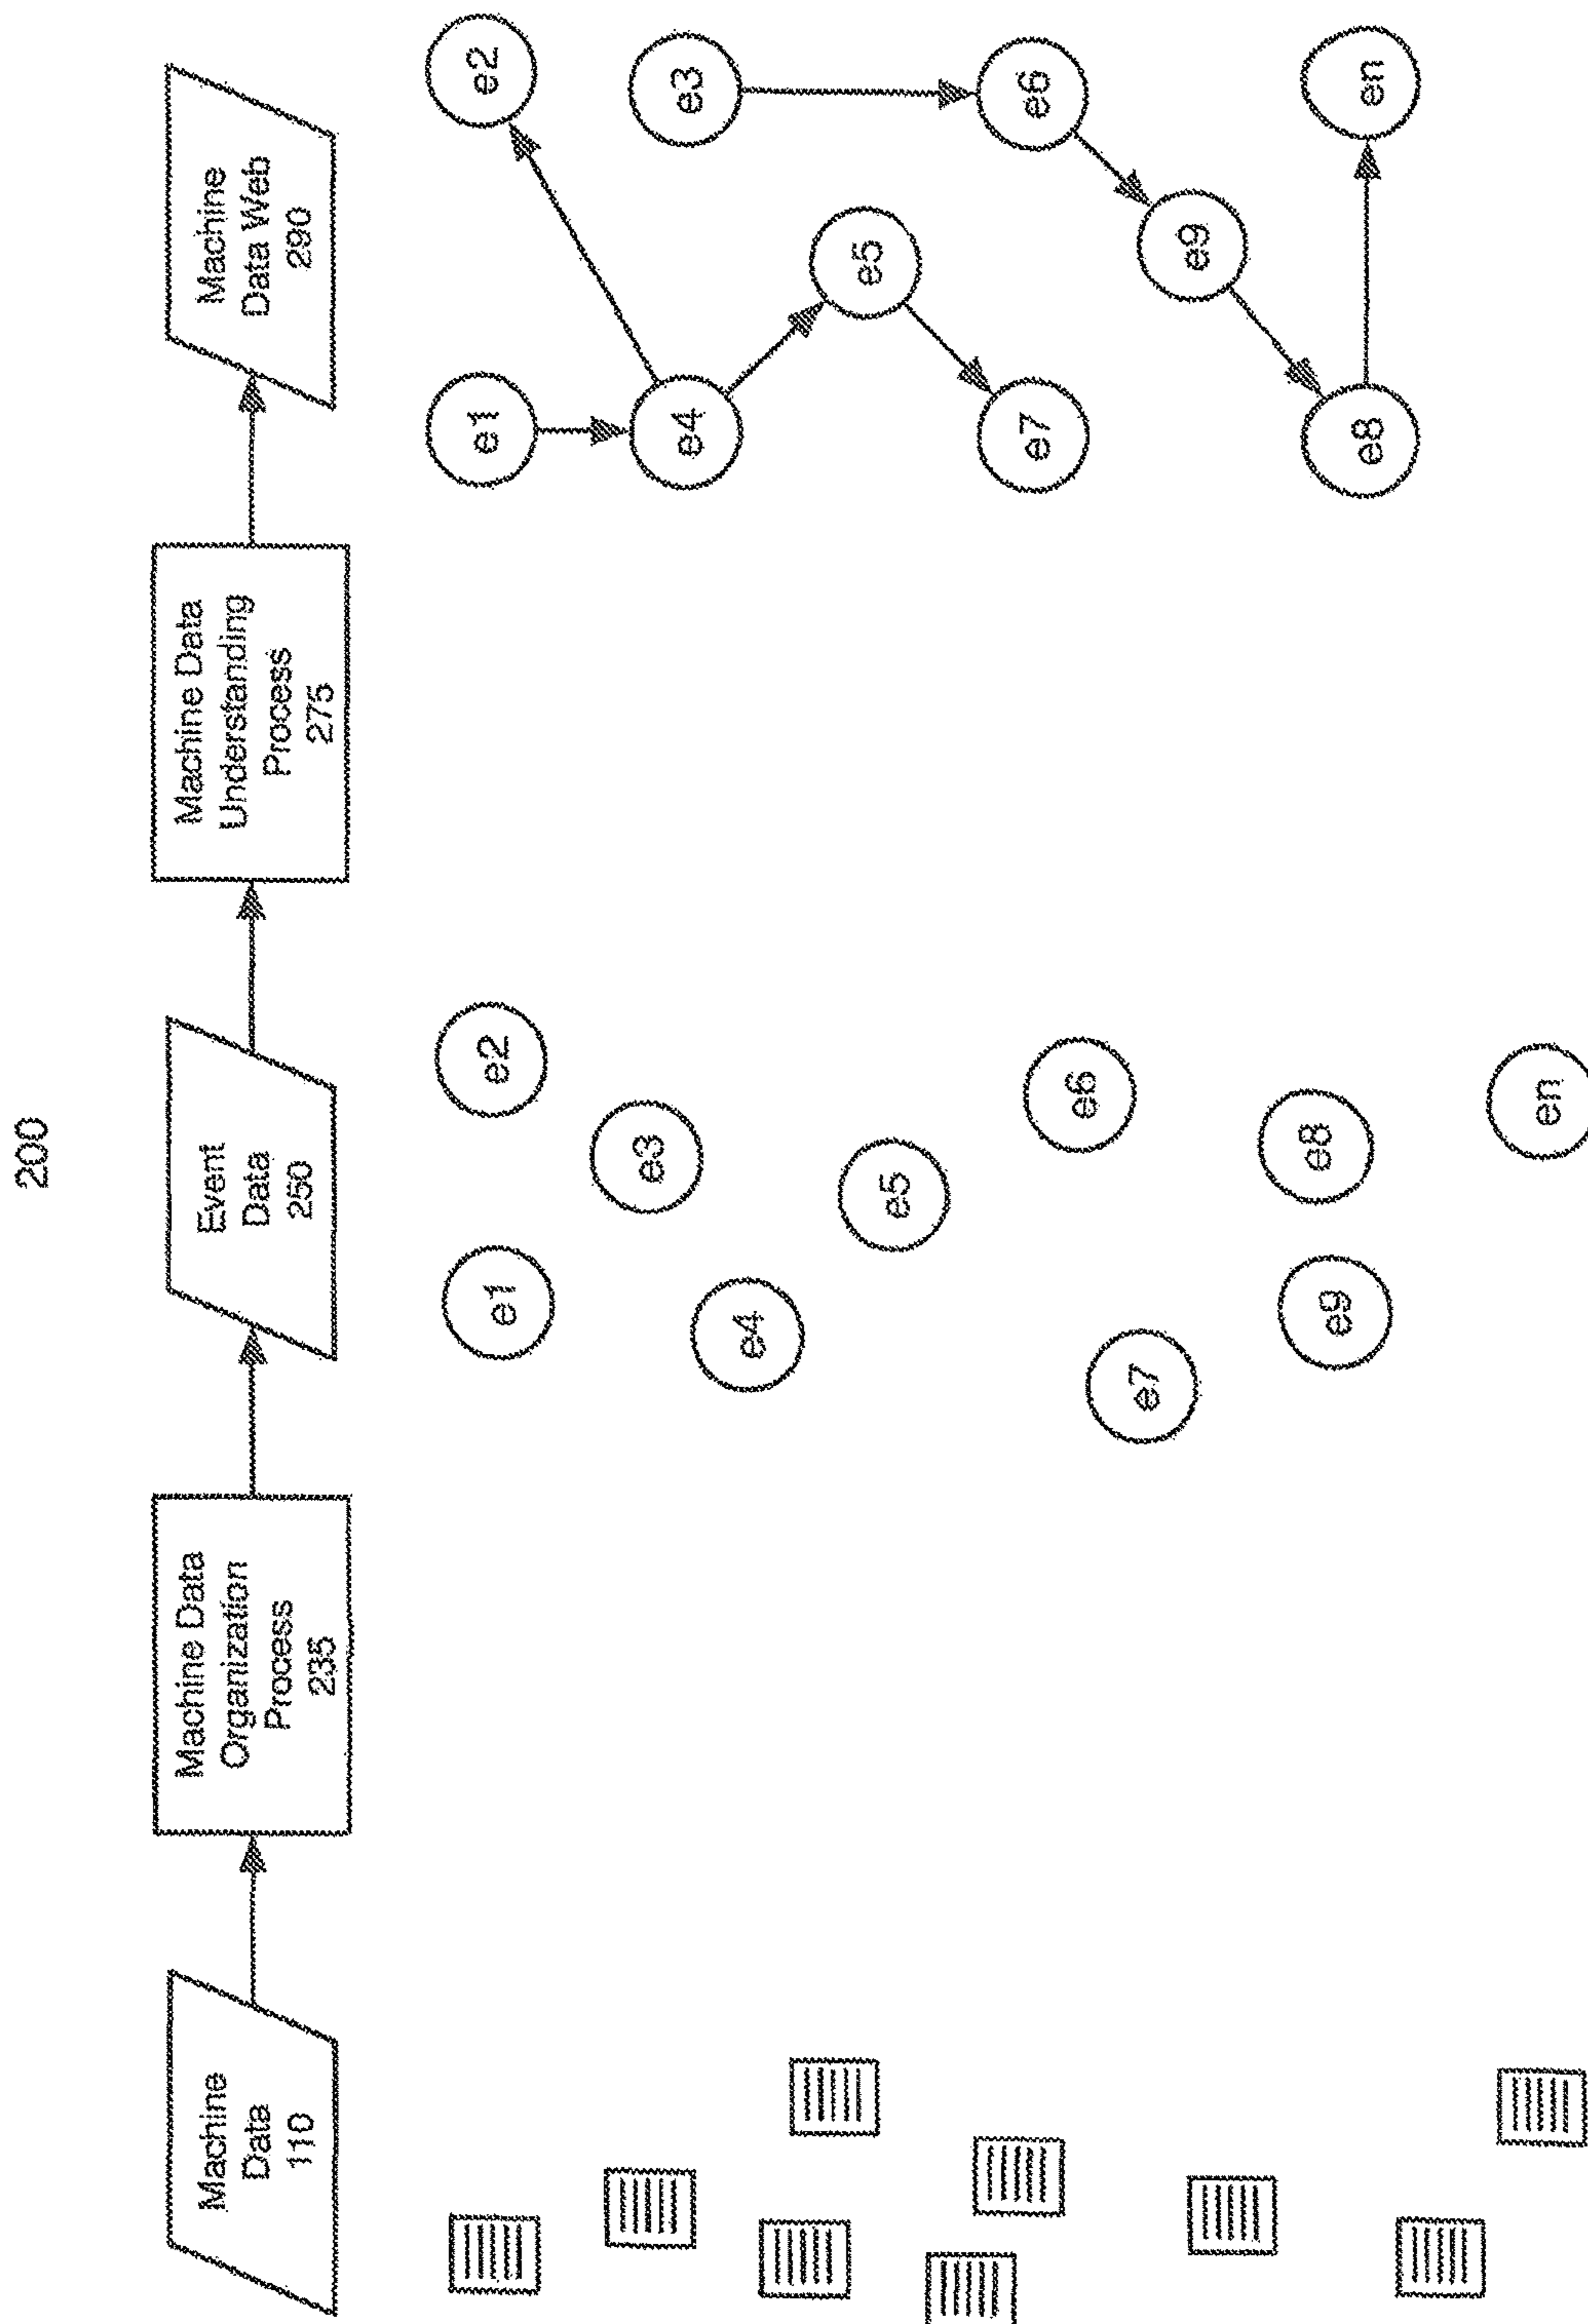 200
Machine
Data
110
Machine Data
Organization
Process
235
Event
Data
250
Machine Data
Understanding
Process
275
Machine
Data Web
290
e1
e2
e3
e4
e5
e6
e7
e8
e9
en
e1
e2
e4
e3
e5
e7
e6
e9
e8
en